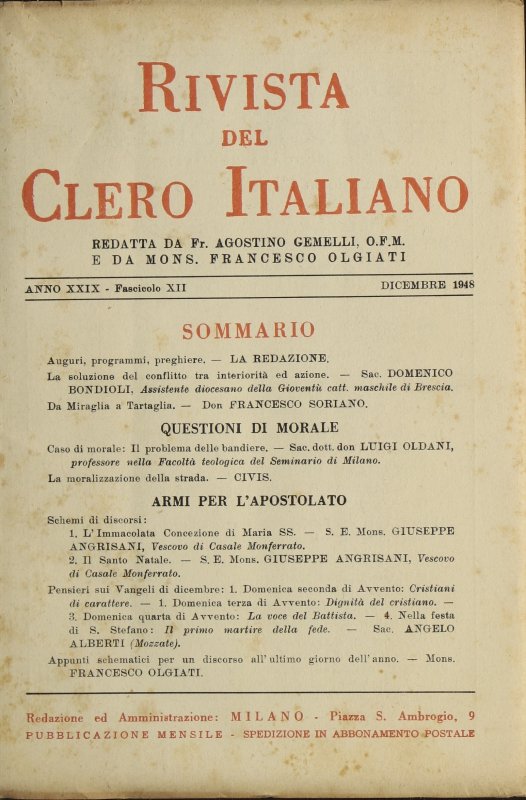 RIVISTA
DEL
CLERO ITALIANO
REDATTA DA Fr. AGOSTINO GEMELLI, O.F.M.
E DA MONS. FRANCESCO OLGIATI
ANNO XXIX - Fascicolo XII DICEMBRE 1948
SOMMARIO
Auguri, programmi, preghiere. — LA REDAZIONE.
La soluzione del conflitto tra interiorità ed azione. — Sac. DOMENICO
BONDIOLI, Assistente diocesano della Gioventù catt. maschile di Brescia.
Da Miraglia a Tartaglia. — Don FRANCESCO SORIANO.
QUESTIONI DI MORALE
Caso di morale: Il problema delle bandiere. — Sac. dott. don LUIGI OLDANI,
professore nella Facoltà teologica del Seminario di Milano.
La moralizzazione della strada. — CIVIS.
ARMI PER L'APOSTOLATO
Schemi di discorsi:
1. L'Immacolata Concezione di Maria SS. — S. E. Mons. GIUSEPPE
ANGRISANI, Vescovo di Casale Monferrato.
2. Il Santo Natale. — S. E. Mons. GIUSEPPE ANGRISANI, Vescovo
di Casale Monferrato.
Pensieri sui Vangeli di dicembre: 1. Domenica seconda di Avvento: Cristiani
di carattere. — 1. Domenica terza di Avvento: Dignità del cristiano. —
3. Domenica quarta di Avvento: La voce del Battista. — 4. Nella festa
di S. Stefano: Il primo martire della fede. — Sac. ANGELO
ALBERTI (Mozzate).
Appunti schematici per un discorso all'ultimo giorno dell'anno. — Mons.
FRANCESCO OLGIATI.
Redazione ed Amministrazione: MILANO - Piazza S. Ambrogio, 9
PUBBLICAZIONE MENSILE - SPEDIZIONE IN ABBONAMENTO POSTALE